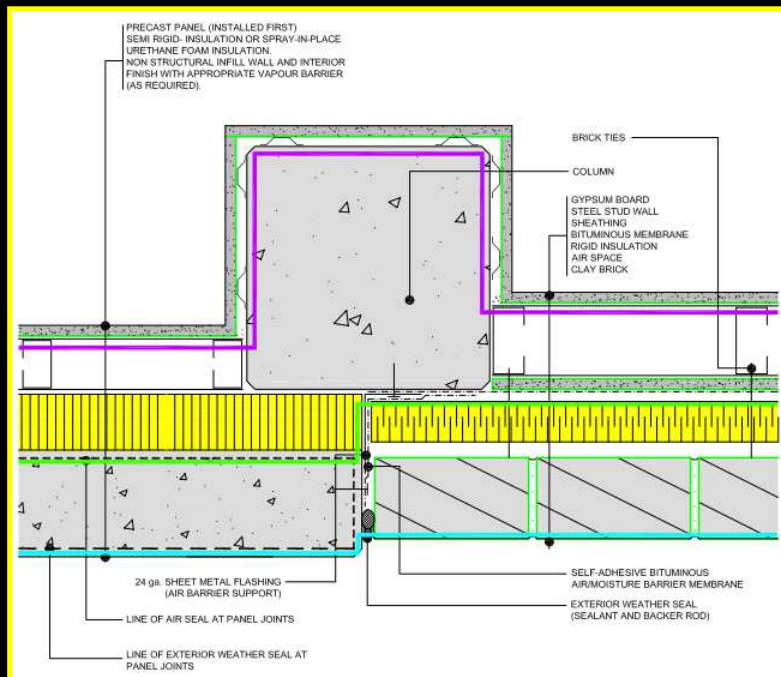 PRECAST PANEL (INSTALLED FIRST)
SEMI RIGID- INSULATION OR SPRAY-IN-PLACE
URETHANE FOAM INSULATION.
NON STRUCTURAL INFILL WALL AND INTERIOR
FINISH WITH APPROPRIATE VAPOUR BARRIER
(AS REQUIRED).
BRICK TIES
COLUMN
GYPSUM BOARD
STEEL STUD WALL
SHEATHING
BITUMINOUS MEMBRANE
RIGID INSULATION
AIR SPACE
CLAY BRICK
24 ga. SHEET METAL FLASHING
(AIR BARRIER SUPPORT)
LINE OF AIR SEAL AT PANEL JOINTS
LINE OF EXTERIOR WEATHER SEAL AT
PANEL JOINTS
SELF-ADHESIVE BITUMINOUS
AIR/MOISTURE BARRIER MEMBRANE
EXTERIOR WEATHER SEAL
(SEALANT AND BACKER ROD)